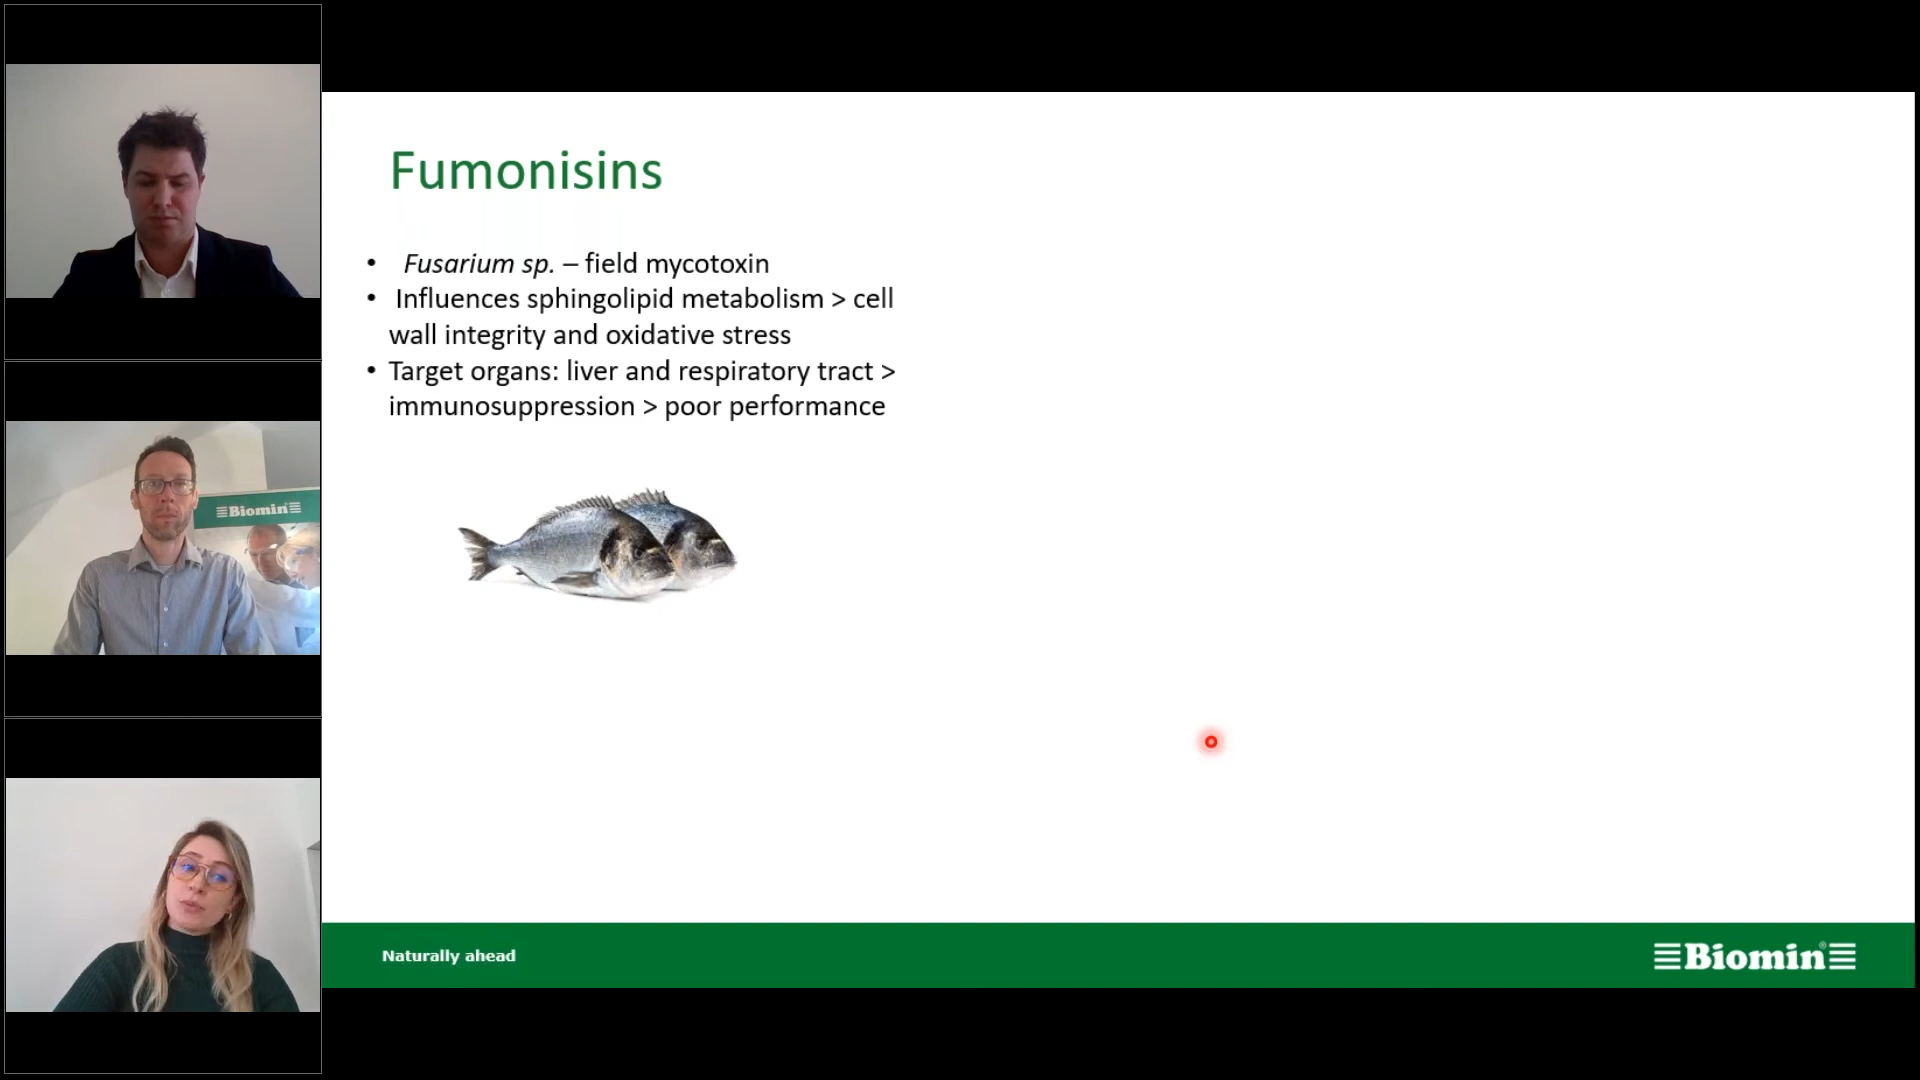 Biomin
Fumonisins
• Fusarium sp. – field mycotoxin
• Influences sphingolipid metabolism > cell
wall integrity and oxidative stress
• Target organs: liver and respiratory tract >
immunosuppression > poor performance
Naturally ahead
Biomin®